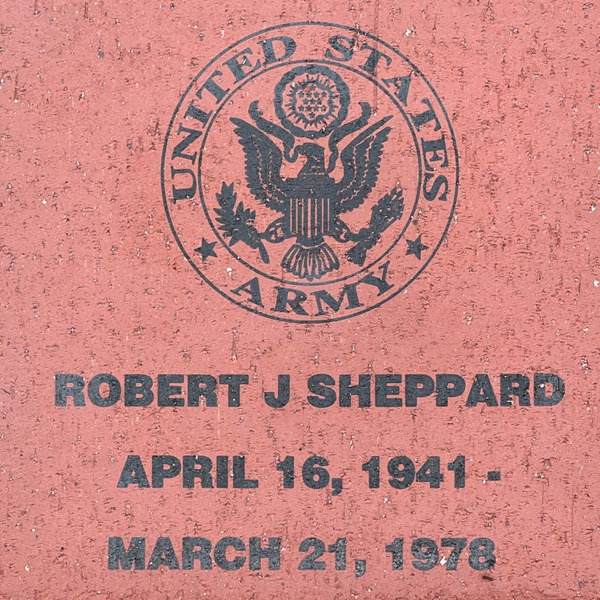 UNITED STATES
ARMY
ROBERT J SHEPPARD
APRIL 16, 1941 -
MARCH 21, 1978